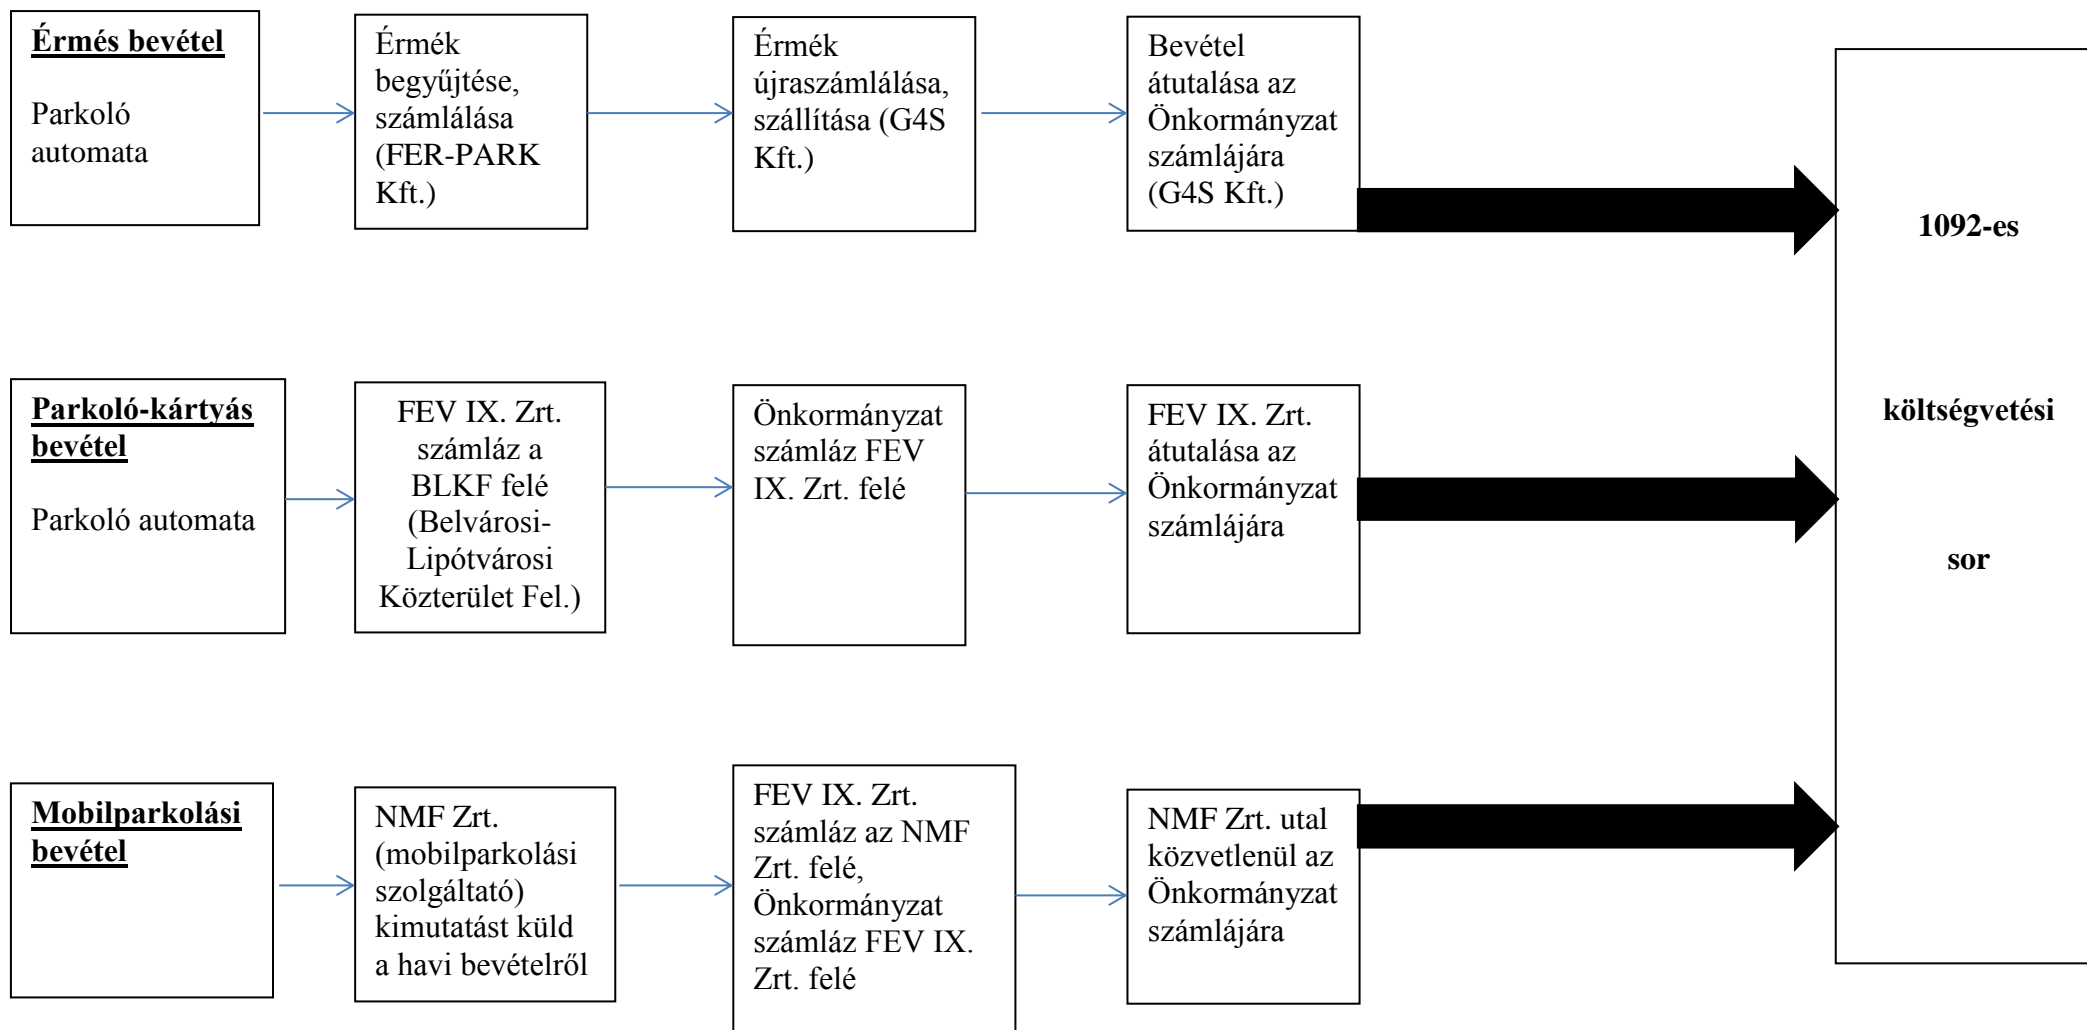 Érmés bevétel
Parkoló
automata
Érmék
begyűjtése,
számlálása
(FER-PARK
Kft.)
Érmék
újraszámlálása,
szállítása (G4S
Kft.)
Bevétel
átutalása az
Önkormányzat
számlájára
(G4S Kft.)
Parkoló-kártyás
bevétel
Parkoló automata
FEV IX. Zrt.
számláz a
BLKF felé
(Belvárosi-
Lipótvárosi
Közterület Fel.)
Önkormányzat
számláz FEV
IX. Zrt. felé
FEV IX. Zrt.
átutalása az
Önkormányzat
számlájára
Mobilparkolási
bevétel
NMF Zrt.
(mobilparkolási
szolgáltató)
kimutatást küld
a havi bevételről
FEV IX. Zrt.
számláz az NMF
Zrt. felé,
Önkormányzat
számláz FEV IX.
Zrt. felé
NMF Zrt. utal
közvetlenül az
Önkormányzat
számlájára
1092-es
költségvetési
sor